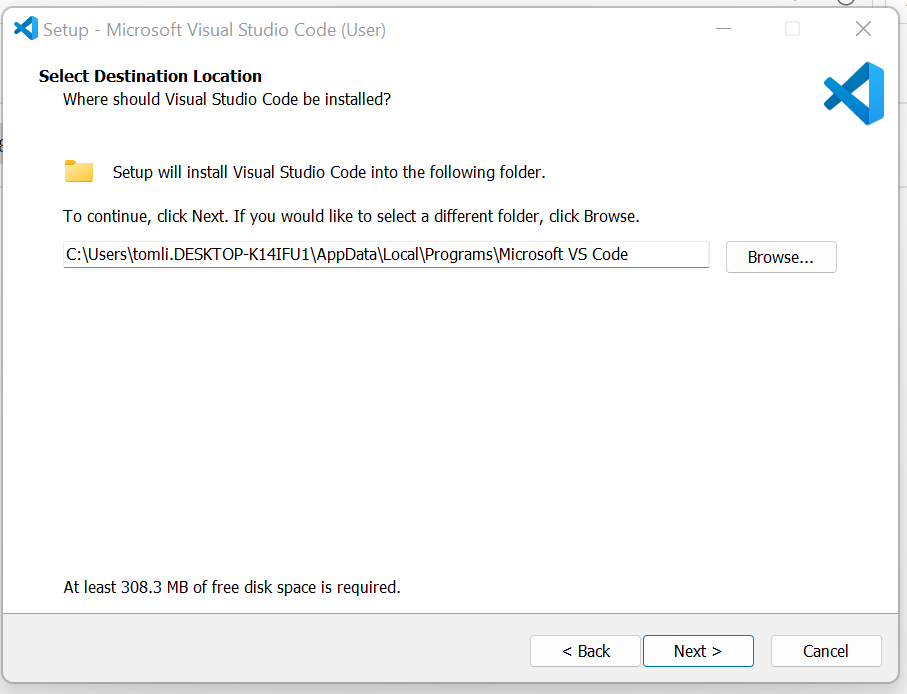 Setup - Microsoft Visual Studio Code (User)
Select Destination Location
Where should Visual Studio Code be installed?
Setup will install Visual Studio Code into the following folder.
To continue, click Next. If you would like to select a different folder, click Browse.
C:\Users\tomli.DESKTOP-K14IFU1\AppData\Local\Programs\Microsoft VS Code
Browse...
At least 308.3 MB of free disk space is required.
< Back
Next >
Cancel